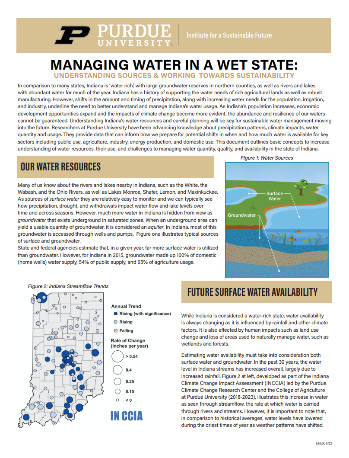 PURDUE
UNIVERSITY
Institute for a Sustainable Future
MANAGING WATER IN A WET STATE:
UNDERSTANDING SOURCES & WORKING TOWARDS SUSTAINABILITY
In comparison to many states, Indiana is 'water rich', with large groundwater reserves in northern counties, as well as rivers and lakes
with abundant water for much of the year. Indiana has a history of supporting the water needs of rich agricultural lands as well as robust
manufacturing. However, shifts in the amount and timing of precipitation, along with increasing water needs for the population, irrigation,
and industry, underline the need to better understand and manage Indiana's water usage. As Indiana's population increases, economic
development opportunities expand and the impacts of climate change become more evident, the abundance and resilience of our waters
cannot be guaranteed. Understanding Indiana's water resources and careful planning will be key for sustainable water management moving
into the future. Researchers at Purdue University have been advancing knowledge about precipitation patterns, climate impacts, water
quantity and usage. They provide data that can inform how we prepare for potential shifts in when and how much water is available for key
sectors including public use, agriculture, industry, energy production, and domestic use. This document outlines basic concepts to increase
understanding of water resources, their use, and challenges to managing water quantity, quality, and availability in the state of Indiana.
OUR WATER RESOURCES
Figure 1: Water Sources
Many of us know about the rivers and lakes nearby in Indiana, such as the White, the
Wabash, and the Ohio Rivers, as well as Lakes Monroe, Shafer, Lemon, and Maxinkuckee.
As sources of surface water they are relatively easy to monitor and we can typically see
how precipitation, drought, and withdrawals impact water flow and lake levels over
time and across seasons. However, much more water in Indiana is hidden from view as
groundwater that exists underground in saturated zones. When an underground area can
yield a usable quantity of groundwater, it is considered an aquifer. In Indiana, most of this
groundwater is accessed through wells and pumps. Figure one illustrates typical sources
of surface and groundwater.
State and federal agencies estimate that, in a given year, far more surface water is utilized
than groundwater. However, for Indiana in 2015, groundwater made up 100% of domestic
(home wells) water supply, 54% of public supply, and 65% of agriculture usage.
Surface
Water
Groundwater
Figure 2: Indiana Streamflow Trends
Annual Trend
Rising (with significance)
Rising
Falling
Rate of Change
(inches per year)
> 0.54
0.4
0.25
0.15
IN CCIA
FUTURE SURFACE WATER AVAILABILITY
While Indiana is considered a water-rich state, water availability
is always changing as it is influenced by rainfall and other climate
factors. It is also affected by human impacts such as land use
change and loss of areas used to naturally manage water, such as
wetlands and forests.
Estimating water availability must take into consideration both
surface water and groundwater. In the past 30 years, the water
level in Indiana streams has increased overall, largely due to
increased rainfall. Figure 2 at left, developed as part of the Indiana
Climate Change Impact Assessment (INCCIA) led by the Purdue
Climate Change Research Center and the College of Agriculture
at Purdue University (2018-2023), illustrates this increase in water
as seen through streamflow, the rate at which water is carried
through rivers and streams. However, it is important to note that,
in comparison to historical averages, water levels have lowered
during the driest times of year as weather patterns have shifted.